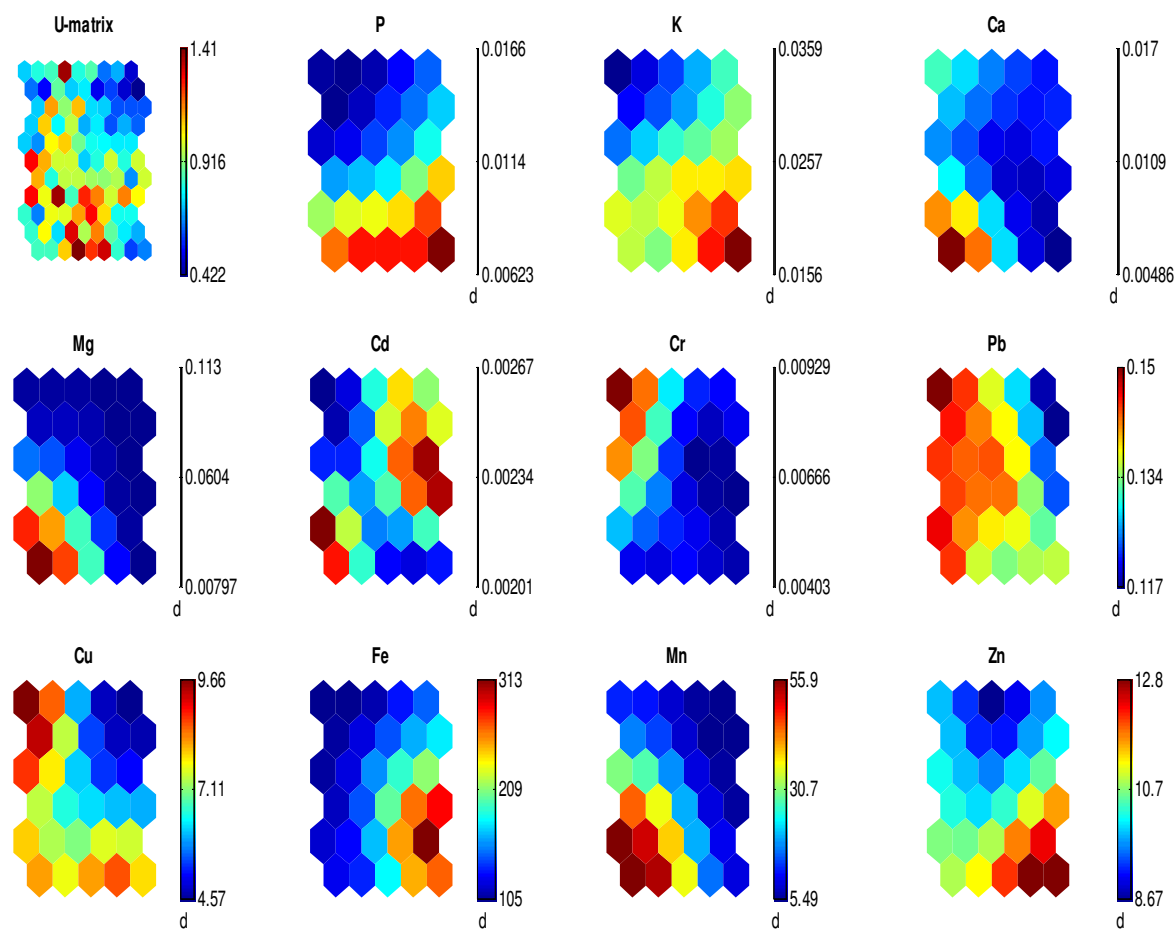 U-matrix
1.41
0.916
0.422
P
0.0166
0.0114
0.00623
d
K
0.0359
0.0257
0.0156
d
Ca
0.017
0.0109
0.00486
d
Mg
0.113
0.0604
0.00797
d
Cd
0.00267
0.00234
0.00201
d
Cr
0.00929
0.00666
0.00403
d
Pb
0.15
0.134
0.117
d
Cu
9.66
7.11
4.57
d
Fe
313
209
105
d
Mn
55.9
30.7
5.49
d
Zn
12.8
10.7
8.67
d